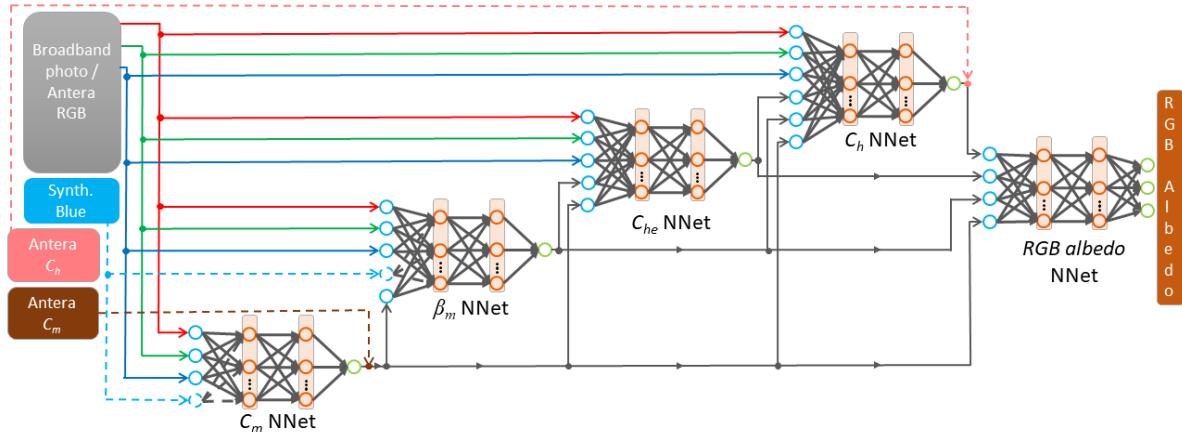 Broadband
photo /
Antera
RGB
Synth.
Blue
Antera
C_h
Antera
C_m
C_m NNet
β_m NNet
C_he NNet
C_h NNet
RGB albedo
NNet
R
G
B
A
l
b
e
d
o